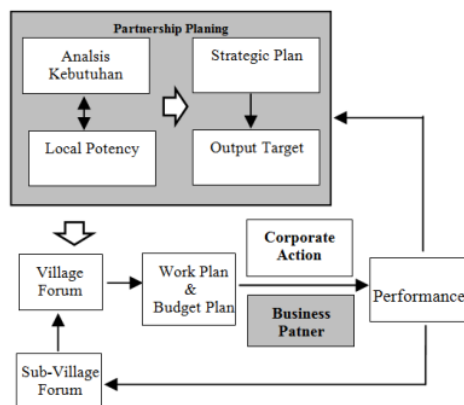 Partnership Planing
Analsis
Kebutuhan
Strategic Plan
Local Potency
Output Target
Village
Forum
Work Plan
&
Budget Plan
Corporate
Action
Business
Patner
Performance
Sub-Village
Forum